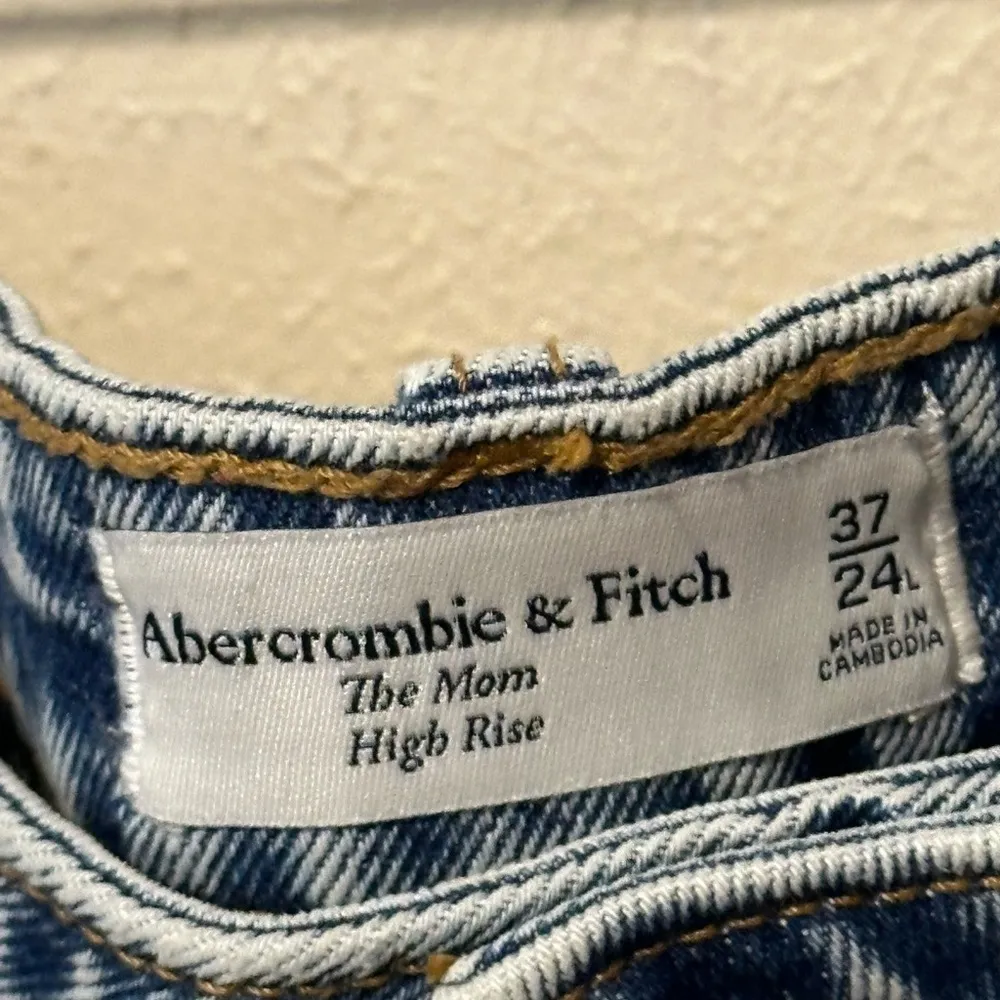 Abercrombie & Fitch
The Mom
High Rise
37
24L
MADE IN
CAMBODIA